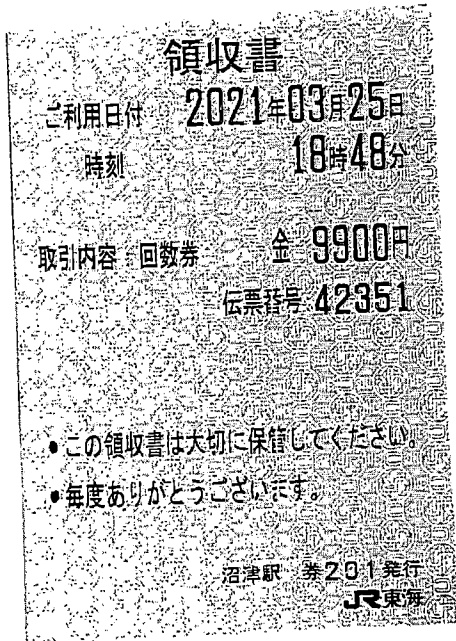 領収書
ご利用日付 2021年03月25日
時刻 18時48分
取引内容：回数券 金 9900円
伝票番号 42351
• この領収書は大切に保管してください。
• 毎度ありがとうございます。
沼津駅 券201発行
JR東海